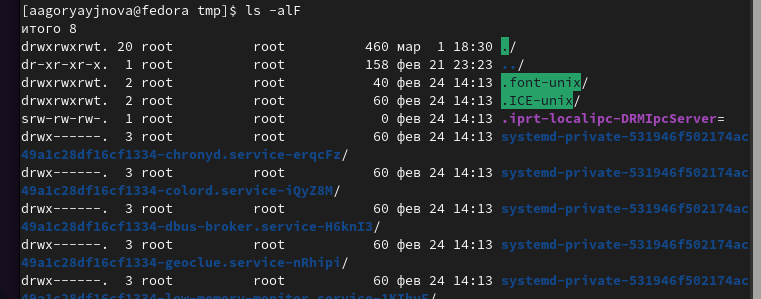 [aagoryayjnova@fedora tmp]$ ls -alF
итого 8
drwxrwxrwt. 20 root          root             460 мар  1 18:30 ./
dr-xr-xr-x.  1 root          root             158 фев 21 23:23 ../
drwxrwxrwt.  2 root          root              40 фев 24 14:13 .font-unix/
drwxrwxrwt.  2 root          root              60 фев 24 14:13 .ICE-unix/
srw-rw-rw-.  1 root          root               0 фев 24 14:13 .iprt-localipc-DRMIpcServer=
drwx------.  3 root          root              60 фев 24 14:13 systemd-private-531946f502174ac
49a1c28df16cf1334-chronyd.service-erqcFz/
drwx------.  3 root          root              60 фев 24 14:13 systemd-private-531946f502174ac
49a1c28df16cf1334-colord.service-iQyZ8M/
drwx------.  3 root          root              60 фев 24 14:13 systemd-private-531946f502174ac
49a1c28df16cf1334-dbus-broker.service-H6knI3/
drwx------.  3 root          root              60 фев 24 14:13 systemd-private-531946f502174ac
49a1c28df16cf1334-geoclue.service-nRhipi/
drwx------.  3 root          root              60 фев 24 14:13 systemd-private-531946f502174ac